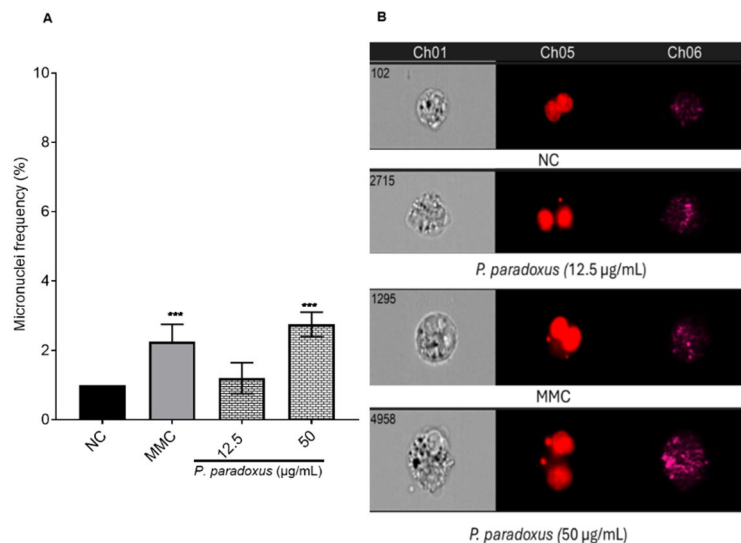 A
Micronuclei frequency (%)
10
8
6
4
2
0
***
***
NC
MMC
12.5
50
P. paradoxus (µg/mL)
B
Ch01 Ch05 Ch06
102
NC
2715
P. paradoxus (12.5 µg/mL)
1295
MMC
4958
P. paradoxus (50 µg/mL)